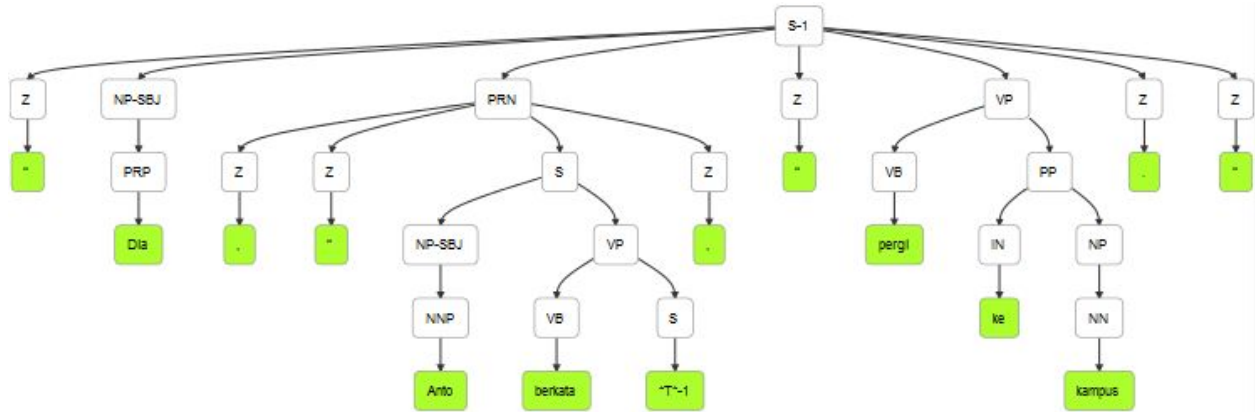 S-1
Z NP-SBJ PRN Z VP Z Z
" PRP Z Z S Z " VB PP . "
Dia , " NP-SBJ VP , pergi IN NP
NNP VB S ke NN
Anto berkata *T*-1 kampus